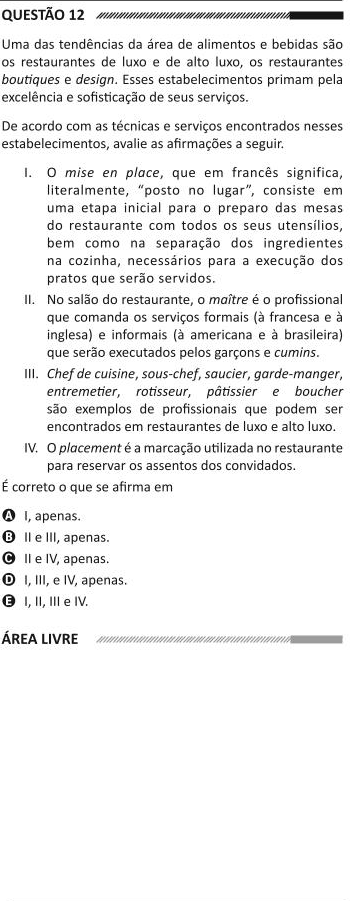 QUESTÃO 12
Uma das tendências da área de alimentos e bebidas são
os restaurantes de luxo e de alto luxo, os restaurantes
boutiques e design. Esses estabelecimentos primam pela
excelência e sofisticação de seus serviços.
De acordo com as técnicas e serviços encontrados nesses
estabelecimentos, avalie as afirmações a seguir.
I. O mise en place, que em francês significa,
literalmente, “posto no lugar”, consiste em
uma etapa inicial para o preparo das mesas
do restaurante com todos os seus utensílios,
bem como na separação dos ingredientes
na cozinha, necessários para a execução dos
pratos que serão servidos.
II. No salão do restaurante, o maître é o profissional
que comanda os serviços formais (à francesa e à
inglesa) e informais (à americana e à brasileira)
que serão executados pelos garçons e cumins.
III. Chef de cuisine, sous-chef, saucier, garde-manger,
entremetier, rotisseur, pâtissier e boucher
são exemplos de profissionais que podem ser
encontrados em restaurantes de luxo e alto luxo.
IV. O placement é a marcação utilizada no restaurante
para reservar os assentos dos convidados.
É correto o que se afirma em
A I, apenas.
B II e III, apenas.
C II e IV, apenas.
D I, III, e IV, apenas.
E I, II, III e IV.
ÁREA LIVRE